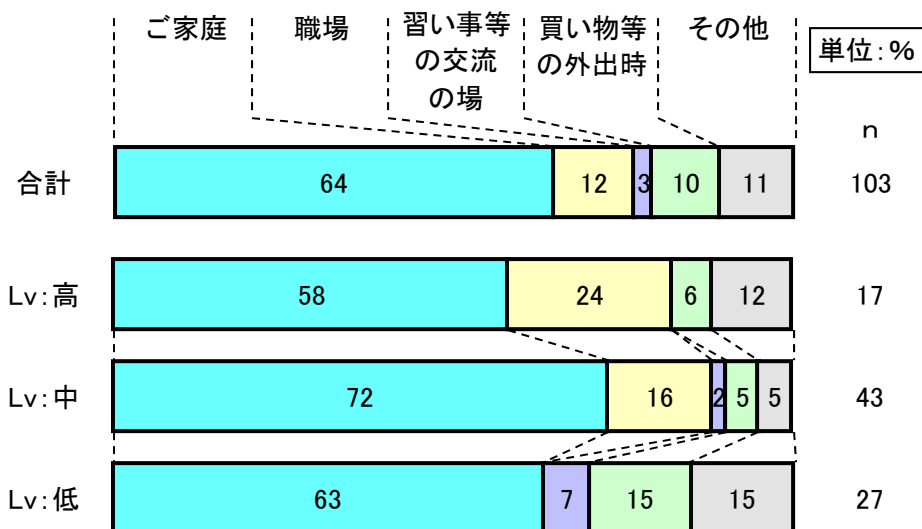 ご家庭
職場
習い事等
の交流
の場
買い物等
の外出時
その他
単位:%
n
合計 64 12 3 10 11 103
Lv:高 58 24 6 12 17
Lv:中 72 16 2 5 5 43
Lv:低 63 7 15 15 27